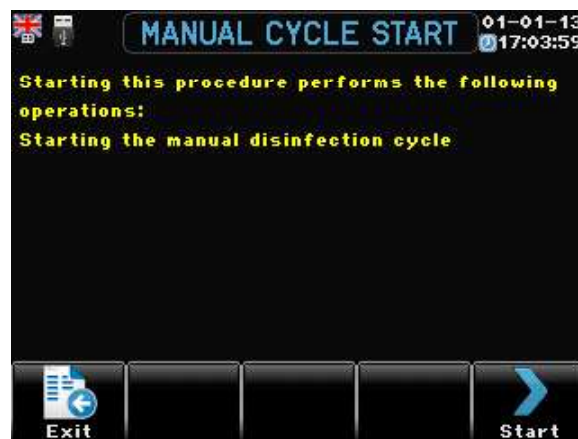 MANUAL CYCLE START
01-01-13
17:03:59
Starting this procedure performs the following
operations:
Starting the manual disinfection cycle
Exit
Start